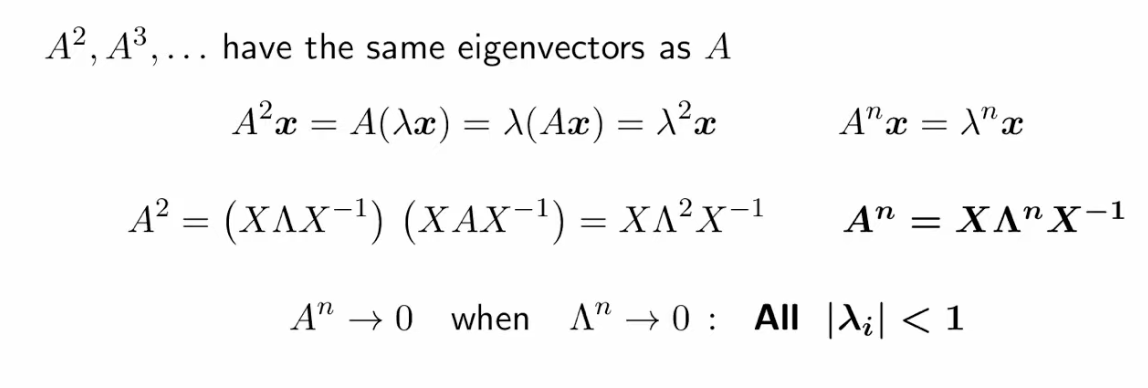 A², A³, . . . have the same eigenvectors as A
A²x = A(λx) = λ(Ax) = λ²x    Aⁿx = λⁿx
A² = (XΛX⁻¹) (XAX⁻¹) = XΛ²X⁻¹    Aⁿ = XΛⁿX⁻¹
Aⁿ → 0 when Λⁿ → 0 : All |λᵢ| < 1